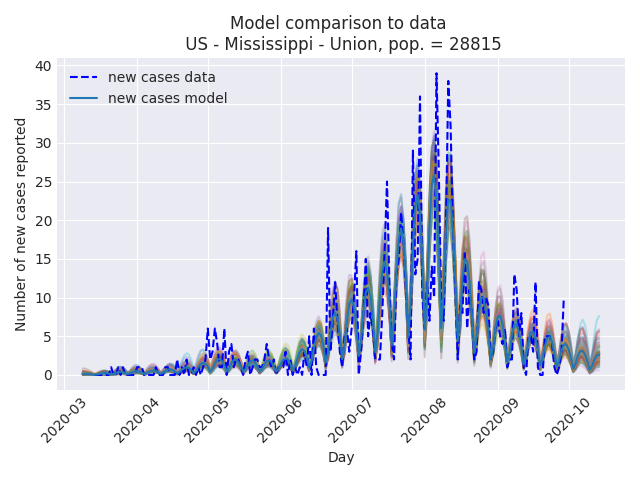 Model comparison to data
US - Mississippi - Union, pop. = 28815
new cases data
new cases model
Number of new cases reported
40
35
30
25
20
15
10
5
0
2020-03
2020-04
2020-05
2020-06
2020-07
2020-08
2020-09
2020-10
Day